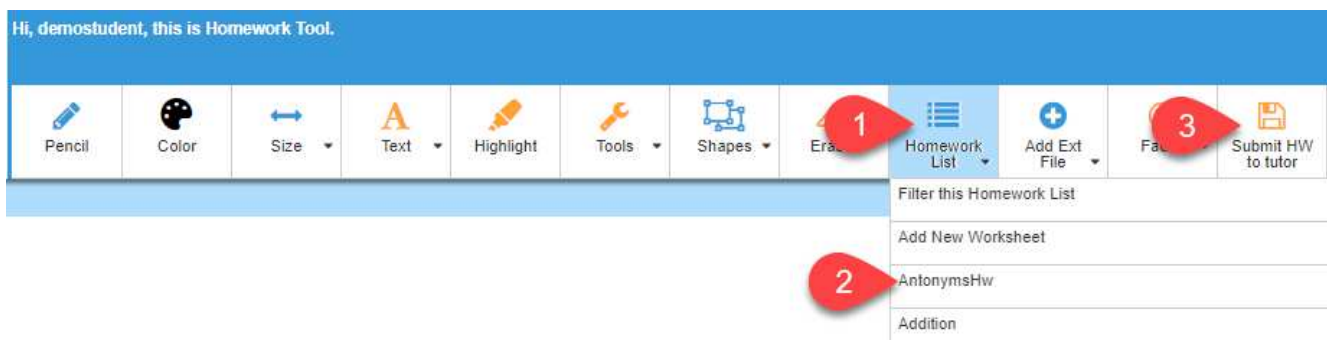 Hi, demostudent, this is Homework Tool.
Pencil
Color
Size
A
Text
Highlight
Tools
Shapes
1
Homework
List
Add Ext
File
3
Submit HW
to tutor
Filter this Homework List
Add New Worksheet
2
AntonymsHw
Addition